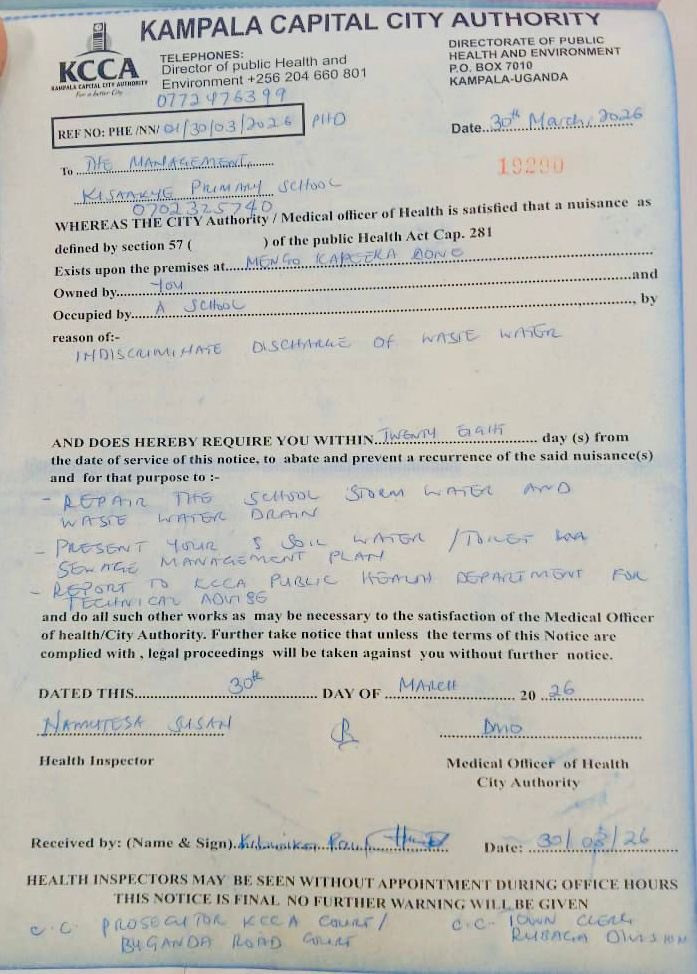 KAMPALA CAPITAL CITY AUTHORITY
KCCA
KAMPALA CAPITAL CITY AUTHORITY
For a better City
TELEPHONES:
Director of public Health and
Environment +256 204 660 801
0772476399
DIRECTORATE OF PUBLIC
HEALTH AND ENVIRONMENT
P.O. BOX 7010
KAMPALA-UGANDA
REF NO: PHE /NN/ 01/30/03/2026 PHO
Date..30th March, 2026
19290
To THE MANAGEMENT,
KISAAKYE PRIMARY SCHOOL
0702325740
WHEREAS THE CITY Authority / Medical officer of Health is satisfied that a nuisance as
defined by section 57 ( ) of the public Health Act Cap. 281
Exists upon the premises at....MENGO KAPEEKA
Owned by........YOU........and
Occupied by.......A SCHOOL........, by
reason of:-
INDISCRIMINATE DISCHARGE OF WASTE WATER
AND DOES HEREBY REQUIRE YOU WITHIN..TWENTY EIGHT........ day (s) from
the date of service of this notice, to abate and prevent a recurrence of the said nuisance(s)
and for that purpose to :-
- REPAIR THE SCHOOL STORM WATER AND
WASTE WATER DRAIN
- PRESENT YOUR SOIL WATER /TOILET
SEWAGE MANAGEMENT PLAN
- REPORT TO KCCA PUBLIC HEALTH DEPARTMENT FOR
TECHNICAL ADVISE
and do all such other works as may be necessary to the satisfaction of the Medical Officer
of health/City Authority. Further take notice that unless the terms of this Notice are
complied with , legal proceedings will be taken against you without further notice.
DATED THIS........30th........ DAY OF ..MARCH........ 20 ..26........
NAMUTESA SUSAN
DMO
Health Inspector
Medical Officer of Health
City Authority
Received by: (Name & Sign).
Date: 30/03/26
HEALTH INSPECTORS MAY BE SEEN WITHOUT APPOINTMENT DURING OFFICE HOURS
THIS NOTICE IS FINAL NO FURTHER WARNING WILL BE GIVEN
C.C. PROSECUTOR KCCA COURT/
BUGANDA ROAD COURT
C.C. TOWN CLERK
RUBAGA DIVISION